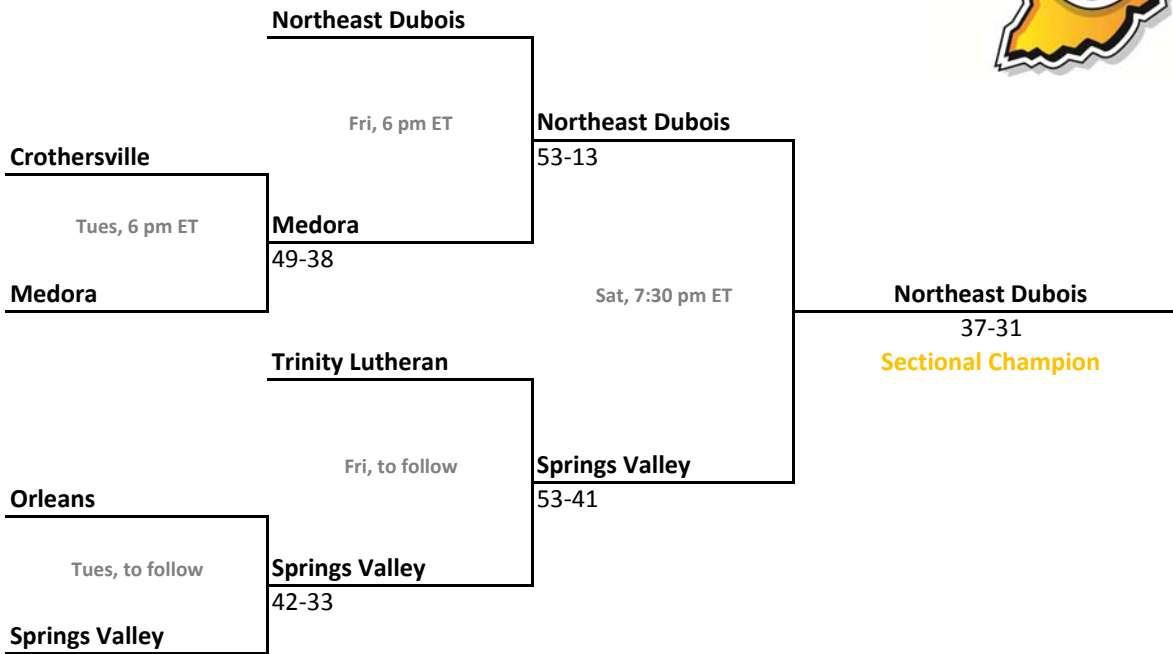 Northeast Dubois
Fri, 6 pm ET
Northeast Dubois
53-13
Crothersville
Tues, 6 pm ET
Medora
49-38
Medora
Sat, 7:30 pm ET
Northeast Dubois
37-31
Sectional Champion
Trinity Lutheran
Fri, to follow
Springs Valley
53-41
Orleans
Tues, to follow
Springs Valley
42-33
Springs Valley